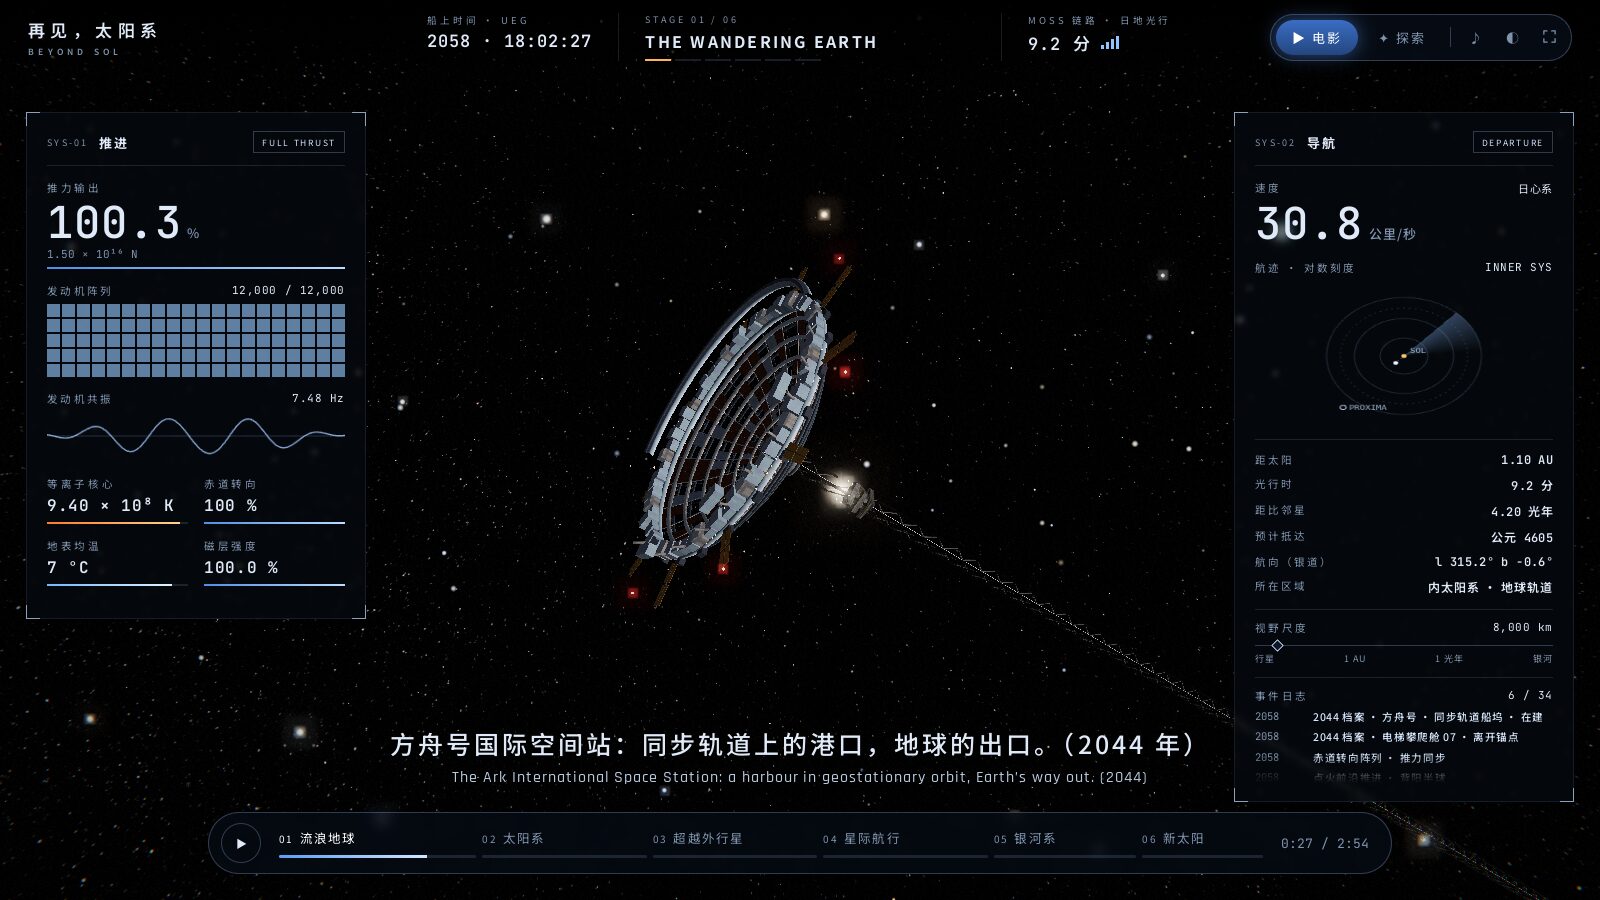 再见，太阳系
BEYOND SOL
船上时间 · UEG
2058 · 18:02:27
STAGE 01 / 06
THE WANDERING EARTH
MOSS 链路 · 日地光行
9.2 分
▶ 电影
✦ 探索
SYS-01 推进
FULL THRUST
推力输出
100.3 %
1.50 × 10¹⁶ N
发动机阵列 12,000 / 12,000
发动机共振 7.48 Hz
等离子核心 赤道转向
9.40 × 10⁸ K 100 %
地表均温 磁层强度
7 °C 100.0 %
SYS-02 导航
DEPARTURE
速度 日心系
30.8 公里/秒
航迹 · 对数刻度 INNER SYS
SOL
PROXIMA
距太阳 1.10 AU
光行时 9.2 分
距比邻星 4.20 光年
预计抵达 公元 4605
航向（银道） l 315.2° b -0.6°
所在区域 内太阳系 · 地球轨道
视野尺度 8,000 km
行星 1 AU 1 光年 银河
事件日志 6 / 34
2058 2044 档案 · 方舟号 · 同步轨道船坞 · 在建
2058 2044 档案 · 电梯攀爬舱 07 · 离开锚点
2058 赤道转向阵列 · 推力同步
2058 点火前沿推进 · 背阳半球
方舟号国际空间站：同步轨道上的港口，地球的出口。（2044 年）
The Ark International Space Station: a harbour in geostationary orbit, Earth's way out. (2044)
01 流浪地球
02 太阳系
03 超越外行星
04 星际航行
05 银河系
06 新太阳
0:27 / 2:54